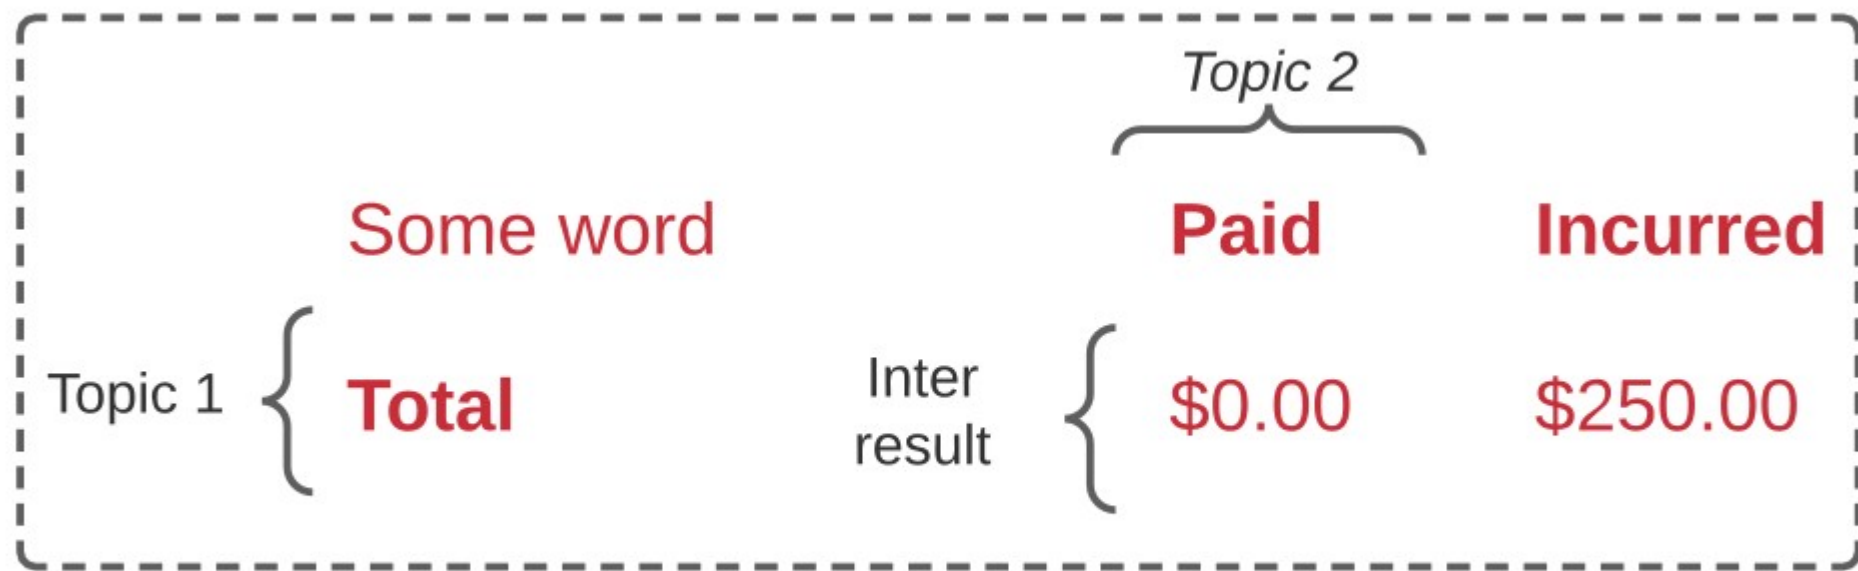 Topic 2
Some word Paid Incurred
Topic 1 Total Inter result $0.00 $250.00